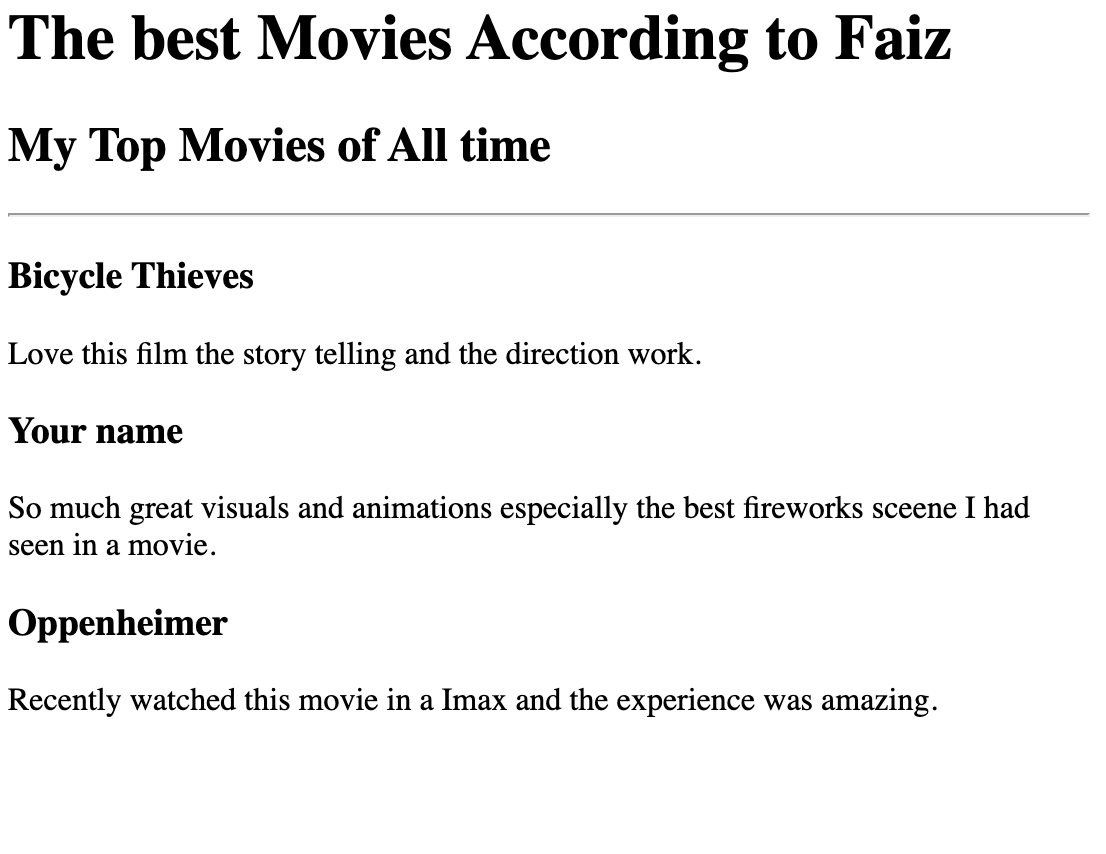 The best Movies According to Faiz
My Top Movies of All time
Bicycle Thieves
Love this film the story telling and the direction work.
Your name
So much great visuals and animations especially the best fireworks sceene I had
seen in a movie.
Oppenheimer
Recently watched this movie in a Imax and the experience was amazing.